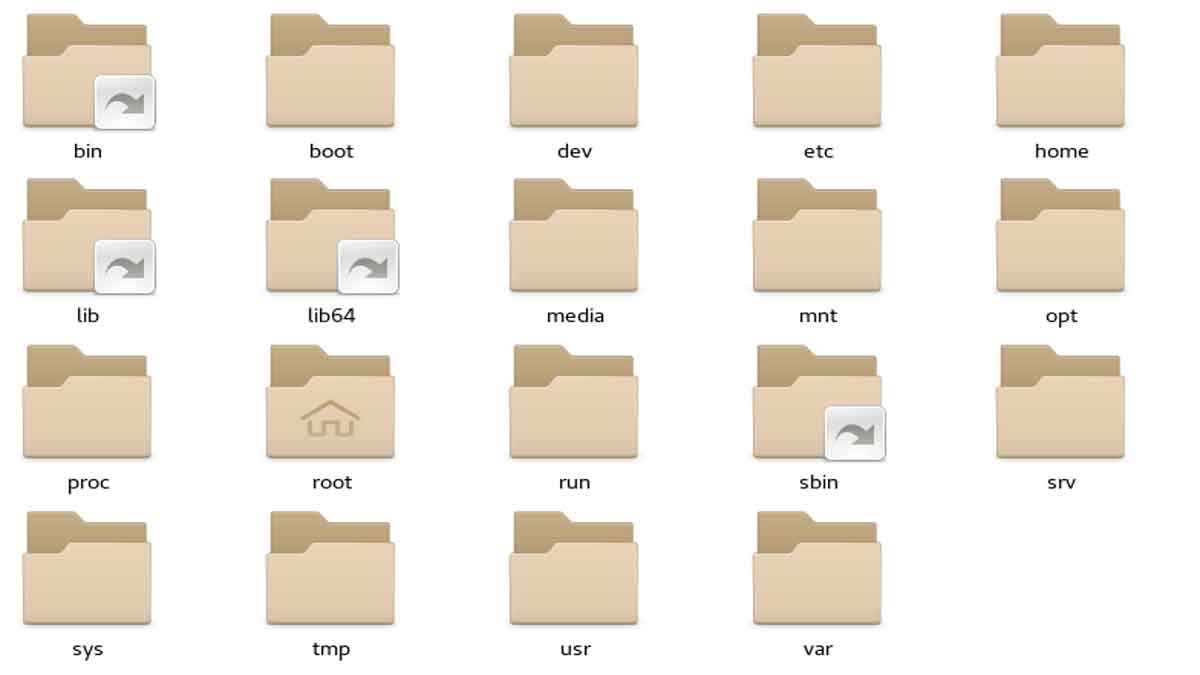 bin boot dev etc home
lib lib64 media mnt opt
proc root run sbin srv
sys tmp usr var